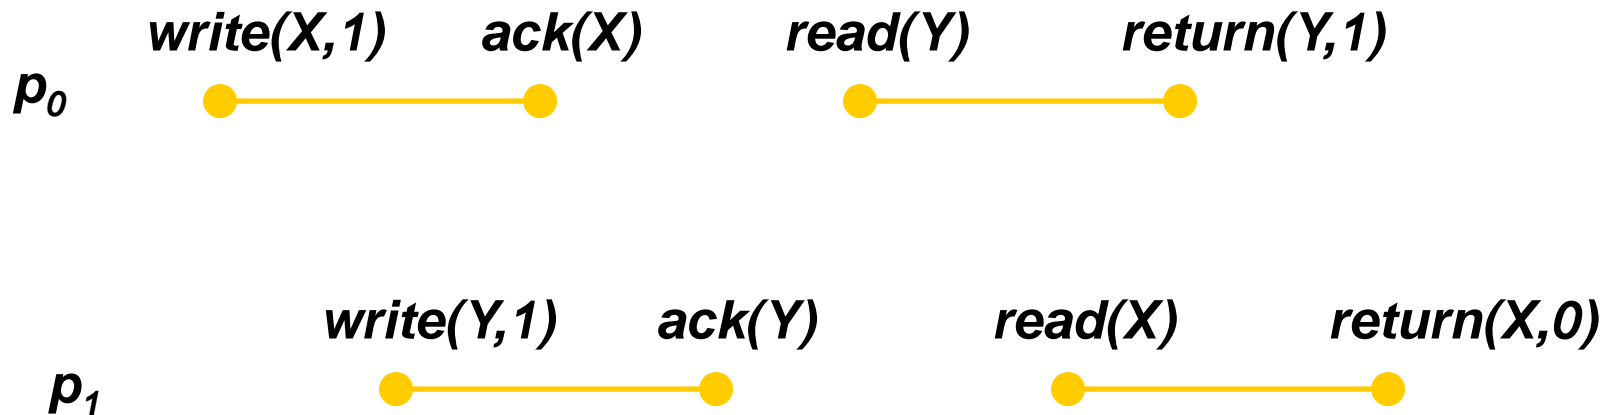 write(X,1) ack(X) read(Y) return(Y,1)
p0
write(Y,1) ack(Y) read(X) return(X,0)
p1